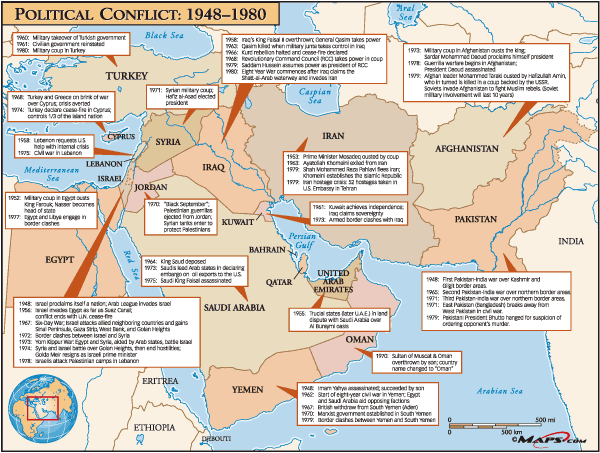 POLITICAL CONFLICT: 1948–1980
Black Sea
Aral Sea
Caspian Sea
Mediterranean Sea
Red Sea
Persian Gulf
Arabian Sea
TURKEY
CYPRUS
SYRIA
LEBANON
ISRAEL
JORDAN
IRAQ
IRAN
AFGHANISTAN
PAKISTAN
INDIA
KUWAIT
BAHRAIN
QATAR
UNITED
ARAB
EMIRATES
SAUDI ARABIA
EGYPT
OMAN
YEMEN
ERITREA
ETHIOPIA
DJIBOUTI
1960: Military takeover of Turkish government
1961: Civilian government reinstated
1980: Military coup in Turkey
1958: Iraq's King Faisal II overthrown; General Qasim takes power
1963: Qasim killed when military junta takes control in Iraq
1966: Kurd rebellion halted and cease-fire declared
1968: Revolutionary Command Council (RCC) takes power in coup
1979: Saddam Hussein assumes power as president of RCC
1980: Eight Year War commences after Iraq claims the
Shatt-al-Arab waterway and invades Iran
1973: Military coup in Afghanistan ousts the king;
Sardar Mohammed Daoud proclaims himself president
1978: Guerrilla warfare begins in Afghanistan;
President Daoud assassinated
1979: Afghan leader Mohammed Taraki ousted by Hafizullah Amin,
who in turned is killed in a coup backed by the USSR.
Soviets invade Afghanistan to fight Muslim rebels. (Soviet
military involvement will last 10 years)
1968: Turkey and Greece on brink of war
over Cyprus; crisis averted
1974: Turkey declare cease-fire in Cyprus;
controls 1/3 of the island nation
1971: Syrian military coup;
Hafiz al-Asad elected
president
1958: Lebanon requests U.S.
help with internal crisis
1975: Civil war in Lebanon
1953: Prime Minister Mosadeq ousted by coup
1963: Ayatollah Khomeini exiled from Iran
1979: Shah Mohammed Reza Pahlavi flees Iran;
Khomeini establishes the Islamic Republic
1979: Iran hostage crisis: 52 hostages taken in
U.S. Embassy in Tehran
1952: Military coup in Egypt ousts
King Farouk; Nasser becomes
head of state
1977: Egypt and Libya engage in
border clashes
1970: "Black September";
Palestinian guerrillas
ejected from Jordan;
Syrian tanks enter to
protect Palestinians
1961: Kuwait achieves independence;
Iraq claims sovereignty
1973: Armed border clashes with Iraq
1964: King Saud deposed
1973: Saudis lead Arab states in declaring
embargo on oil exports to the U.S.
1975: Saudi King Faisal assassinated
1948: Israel proclaims itself a nation; Arab League invades Israel
1956: Israel invades Egypt as far as Suez Canal;
conflict ends with U.N. cease-fire
1967: Six-Day War; Israel attacks allied neighboring countries and gains
Sinai Peninsula, Gaza Strip, West Bank, and Golan Heights
1972: Border clashes between Israel and Syria
1973: Yom Kippur War; Egypt and Syria, aided by Arab states, battle Israel
1974: Syria and Israel battle over Golan Heights, then end hostilities;
Golda Meir resigns as Israeli prime minister
1978: Israelis attack Palestinian camps in Lebanon
1955: Trucial states (later U.A.E.) in land
dispute with Saudi Arabia over
Al Buraymi oasis
1948: First Pakistan-India war over Kashmir and
Gilgit border areas.
1965: Second Pakistan-India war over northern border areas.
1971: Third Pakistan-India war over northern border areas.
1971: East Pakistan (Bangladesh) breaks away from
West Pakistan in civil war.
1979: Pakistan President Bhutto hanged for suspicion of
ordering opponent's murder.
1970: Sultan of Muscat & Oman
overthrown by son; country
name changed to "Oman"
1948: Imam Yahya assassinated; succeeded by son
1962: Start of eight-year civil war in Yemen; Egypt
and Saudia Arabia aid opposing factions
1967: British withdraw from South Yemen (Aden)
1970: Marxist government established in South Yemen
1979: Border clashes between Yemen and South Yemen
0 500 mi
0 500 km
©MAPS.com